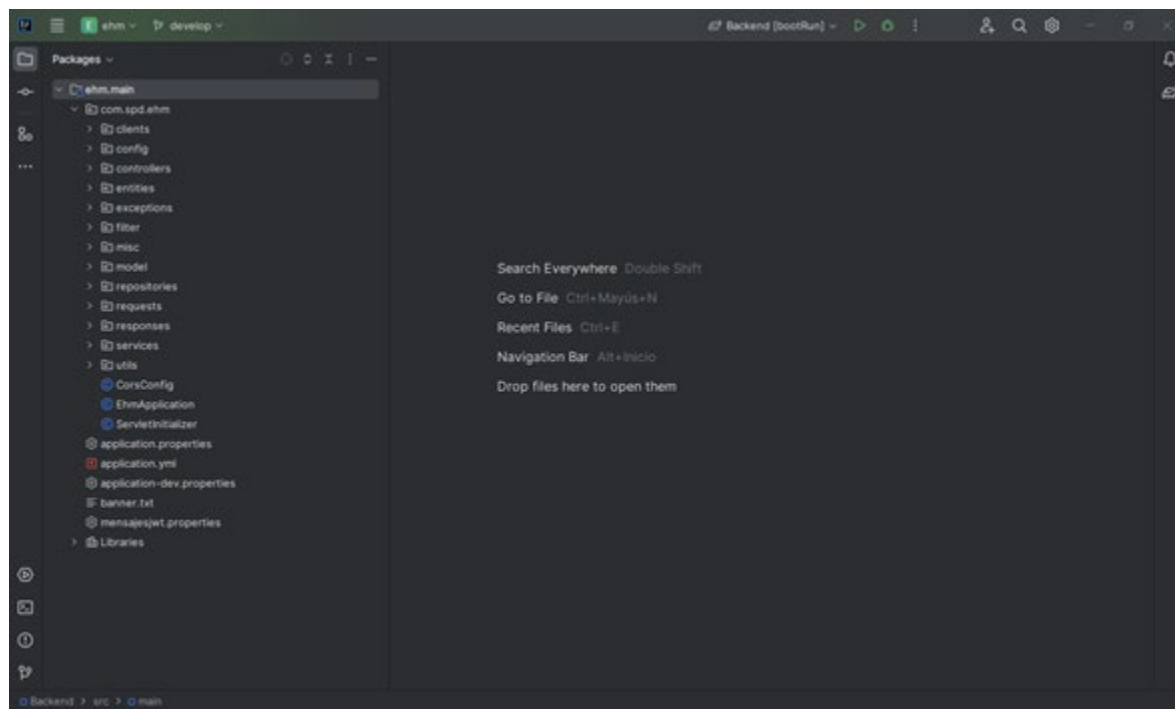 ehm
develop
Backend [bootRun]
Packages
ehm.main
com.spd.ehm
clients
config
controllers
entities
exceptions
filter
misc
model
repositories
requests
responses
services
utils
CorsConfig
EhmApplication
ServletInitializer
application.properties
application.yml
application-dev.properties
banner.txt
mensajesjwt.properties
Libraries
Search Everywhere Double Shift
Go to File Ctrl+Mayús+N
Recent Files Ctrl+E
Navigation Bar Alt+Inicio
Drop files here to open them
Backend > src > main